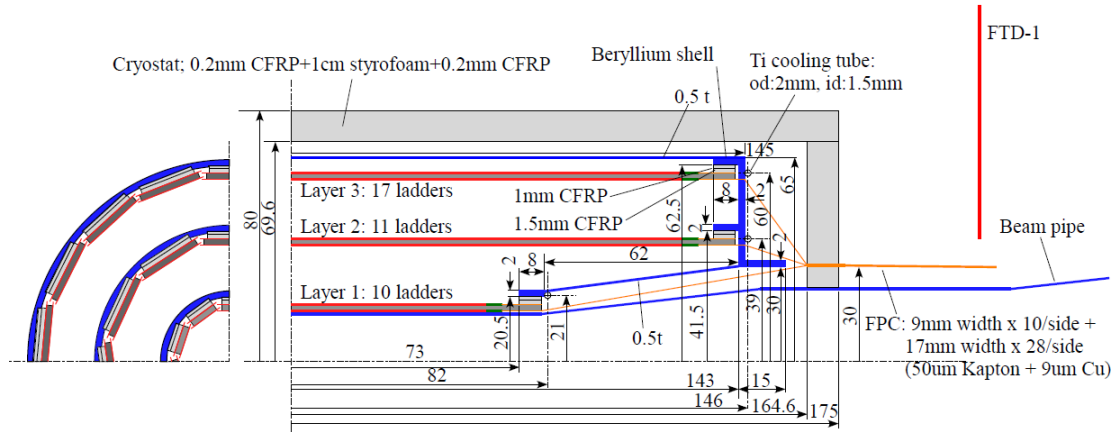 FTD-1
Beryllium shell
Ti cooling tube:
od:2mm, id:1.5mm
Cryostat; 0.2mm CFRP+1cm styrofoam+0.2mm CFRP
0.5 t
145
Layer 3: 17 ladders
1mm CFRP
1.5mm CFRP
8
2
65
62.5
60
80
69.6
Layer 2: 11 ladders
2
2
Beam pipe
62
2
8
Layer 1: 10 ladders
20.5
21
0.5t
41.5
39
30
30
FPC: 9mm width x 10/side +
17mm width x 28/side
(50um Kapton + 9um Cu)
73
82
143
15
146
164.6
175